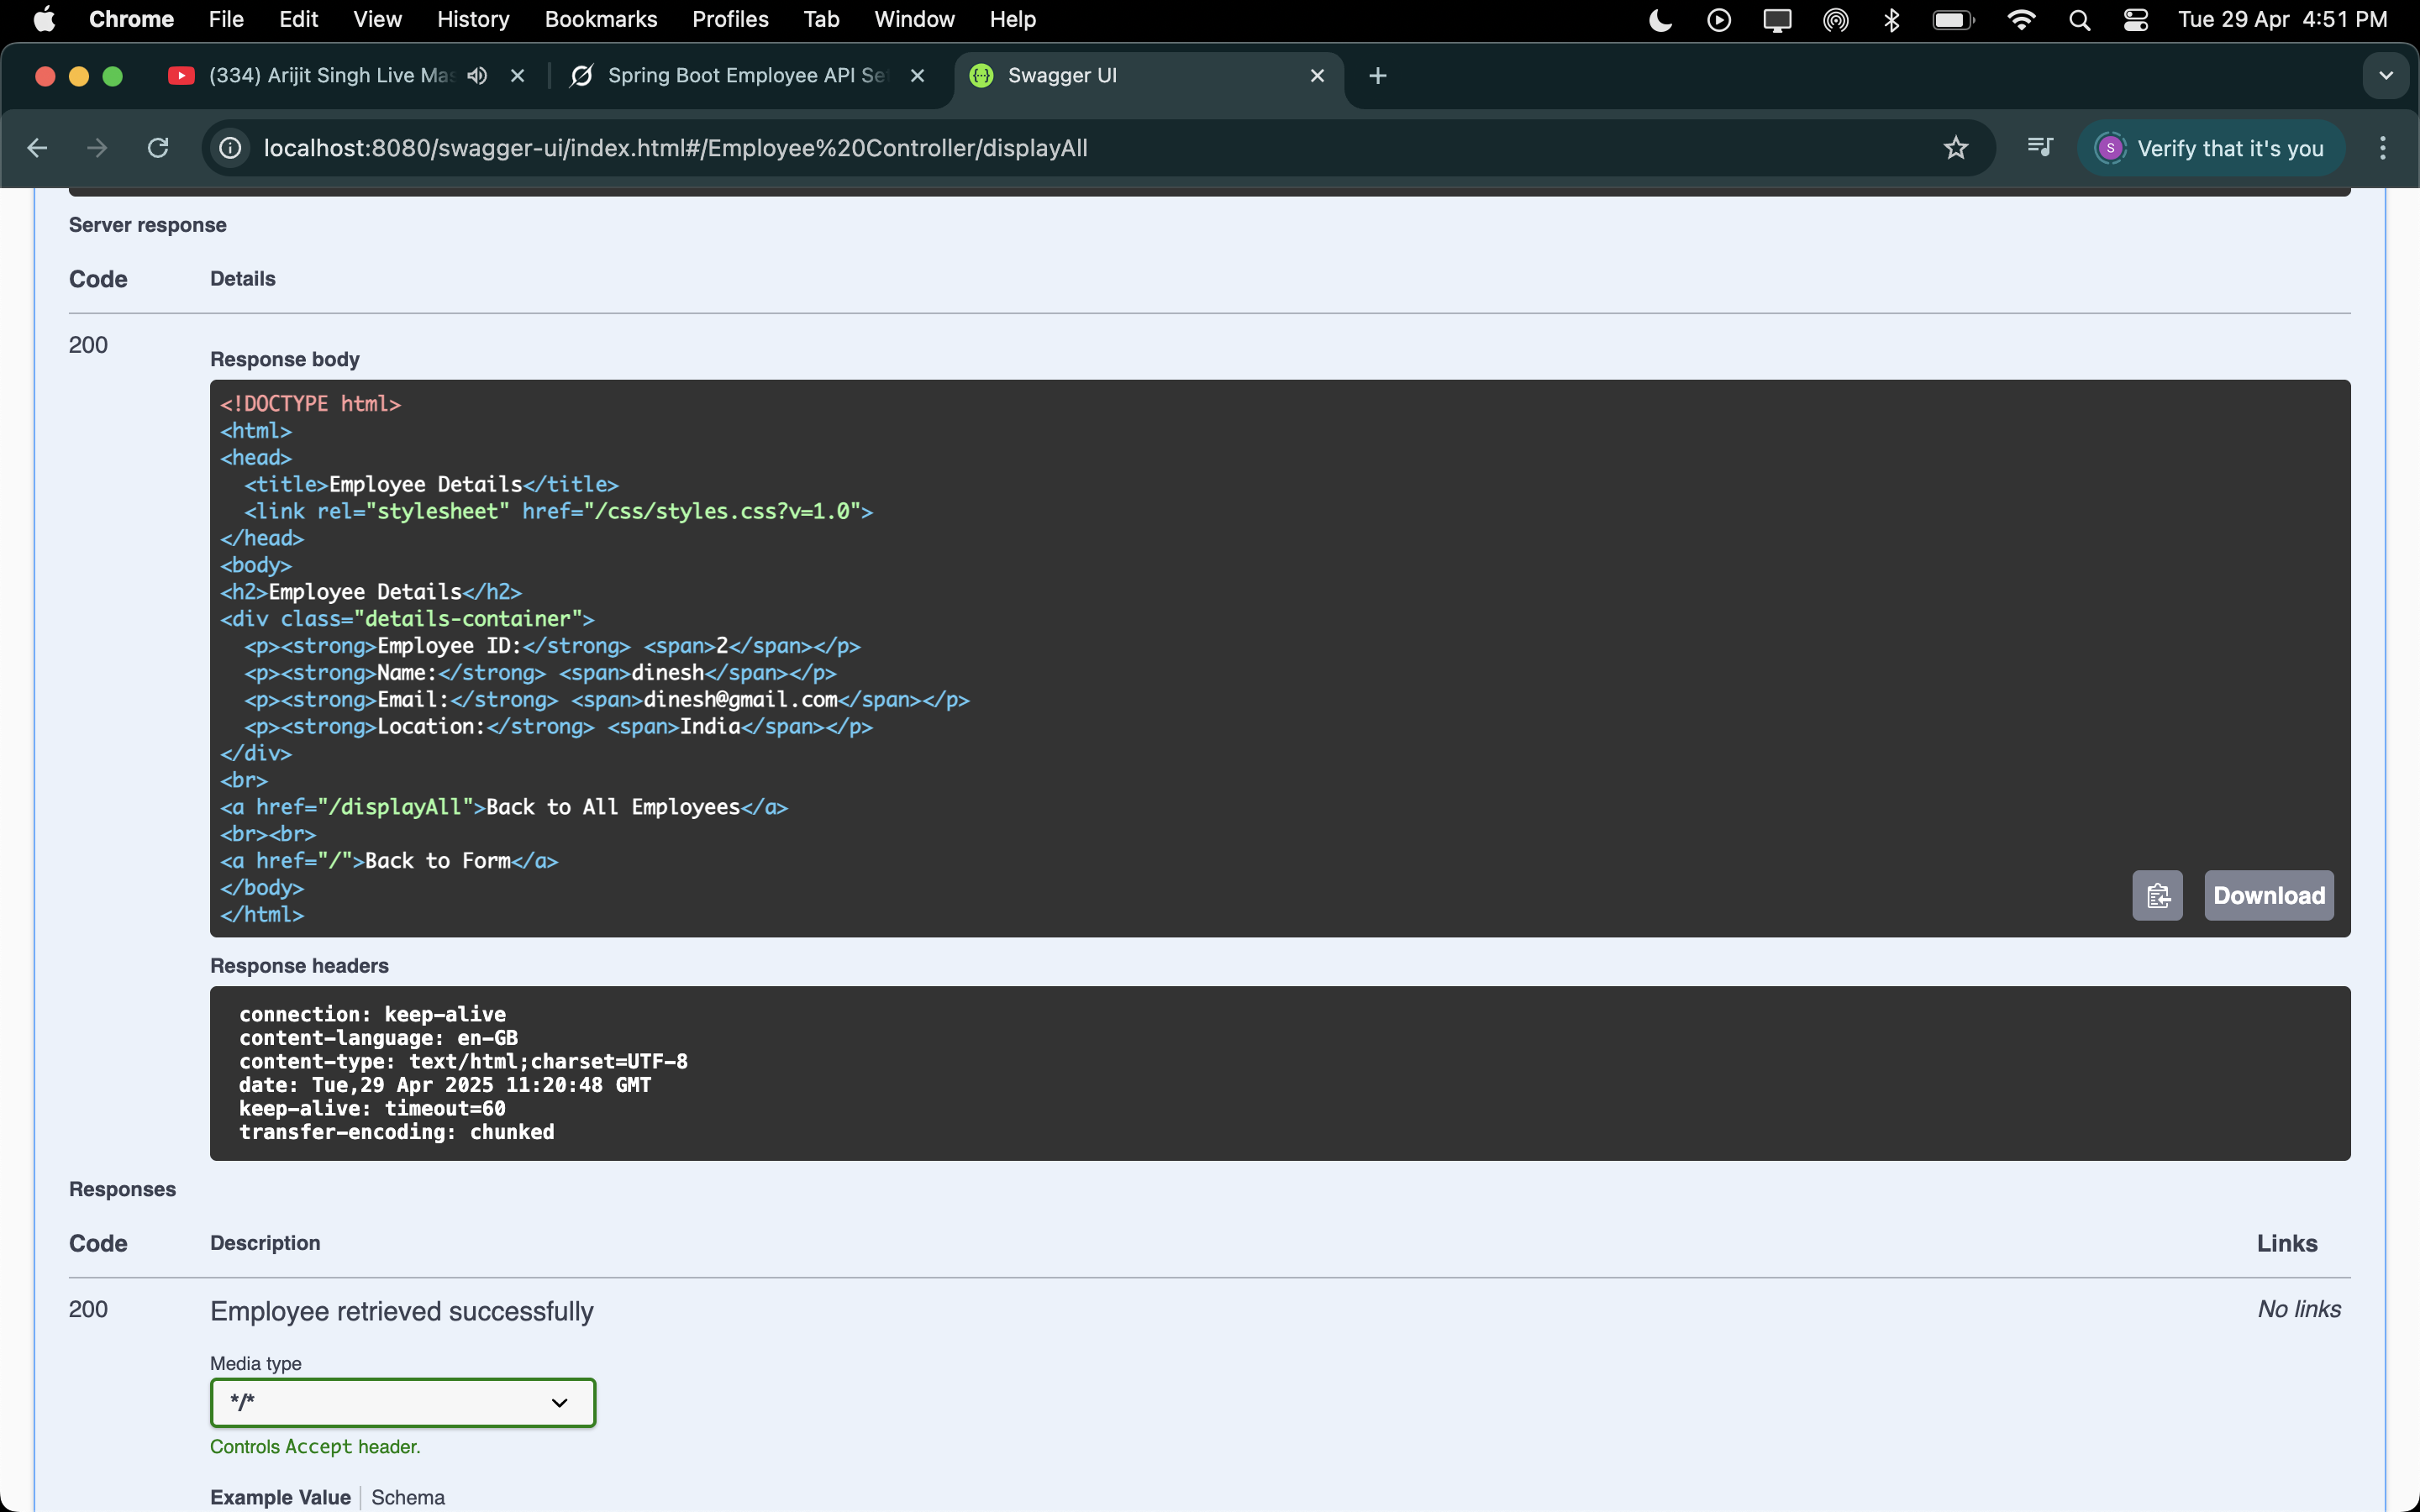 Chrome File Edit View History Bookmarks Profiles Tab Window Help Tue 29 Apr 4:51 PM
(334) Arijit Singh Live Mas Spring Boot Employee API Set Swagger UI
localhost:8080/swagger-ui/index.html#/Employee%20Controller/displayAll S Verify that it's you
Server response
Code Details
200
Response body
<!DOCTYPE html>
<html>
<head>
  <title>Employee Details</title>
  <link rel="stylesheet" href="/css/styles.css?v=1.0">
</head>
<body>
<h2>Employee Details</h2>
<div class="details-container">
  <p><strong>Employee ID:</strong> <span>2</span></p>
  <p><strong>Name:</strong> <span>dinesh</span></p>
  <p><strong>Email:</strong> <span>dinesh@gmail.com</span></p>
  <p><strong>Location:</strong> <span>India</span></p>
</div>
<br>
<a href="/displayAll">Back to All Employees</a>
<br><br>
<a href="/">Back to Form</a>
</body>
</html>
Download
Response headers
connection: keep-alive
content-language: en-GB
content-type: text/html;charset=UTF-8
date: Tue,29 Apr 2025 11:20:48 GMT
keep-alive: timeout=60
transfer-encoding: chunked
Responses
Code Description Links
200 Employee retrieved successfully No links
Media type
*/*
Controls Accept header.
Example Value Schema